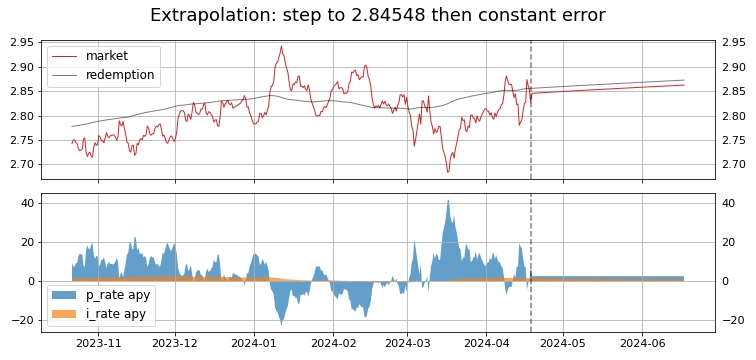 Extrapolation: step to 2.84548 then constant error
2.95 2.95
market
2.90 redemption 2.90
2.85 2.85
2.80 2.80
2.75 2.75
2.70 2.70
40 40
20 20
0 0
p_rate apy
−20 i_rate apy −20
2023-11 2023-12 2024-01 2024-02 2024-03 2024-04 2024-05 2024-06